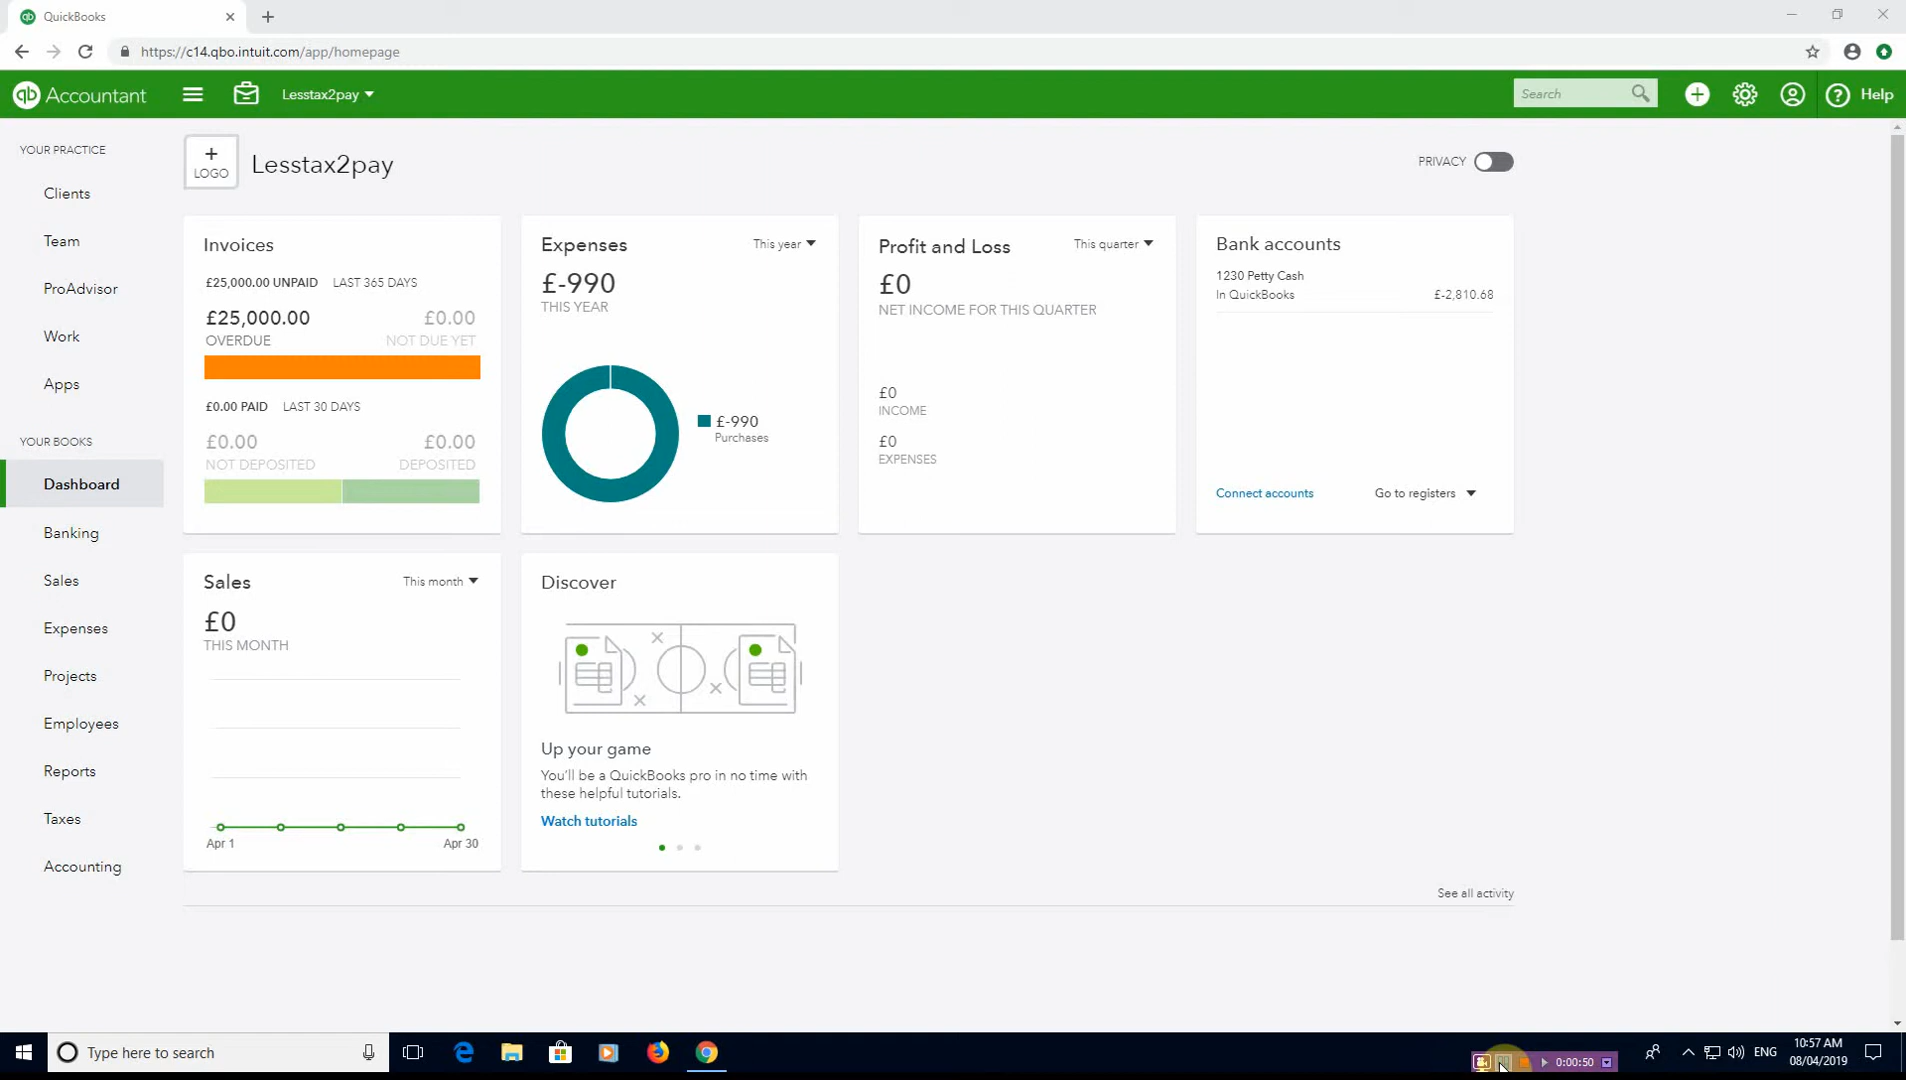 QuickBooks
https://c14.qbo.intuit.com/app/homepage
qb Accountant
Lesstax2pay
Search
Help
YOUR PRACTICE
Clients
Team
ProAdvisor
Work
Apps
YOUR BOOKS
Dashboard
Banking
Sales
Expenses
Projects
Employees
Reports
Taxes
Accounting
+
LOGO
Lesstax2pay
PRIVACY
Invoices
£25,000.00 UNPAID LAST 365 DAYS
£25,000.00 £0.00
OVERDUE NOT DUE YET
£0.00 PAID LAST 30 DAYS
£0.00 £0.00
NOT DEPOSITED DEPOSITED
Expenses This year
£-990
THIS YEAR
£-990
Purchases
Profit and Loss This quarter
£0
NET INCOME FOR THIS QUARTER
£0
INCOME
£0
EXPENSES
Bank accounts
1230 Petty Cash
In QuickBooks £-2,810.68
Connect accounts Go to registers
Sales This month
£0
THIS MONTH
Apr 1 Apr 30
Discover
Up your game
You'll be a QuickBooks pro in no time with
these helpful tutorials.
Watch tutorials
See all activity
Type here to search
0:00:50
ENG
10:57 AM
08/04/2019